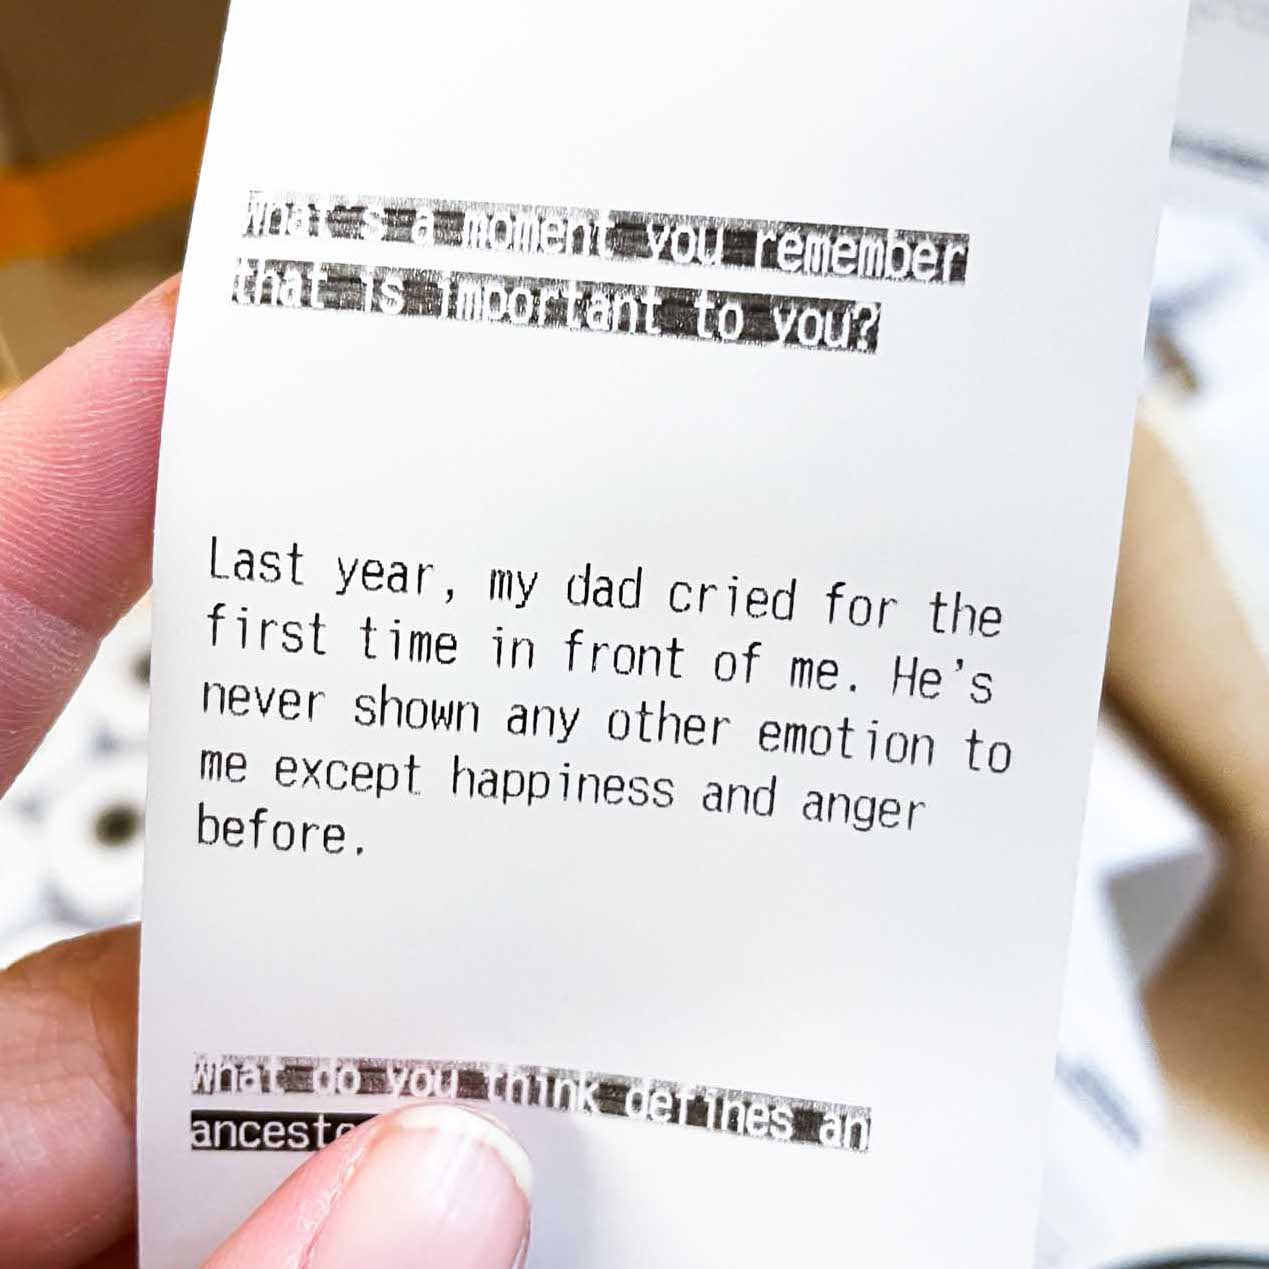 What's a moment you remember
that is important to you?
Last year, my dad cried for the
first time in front of me. He's
never shown any other emotion to
me except happiness and anger
before.
What do you think defines an